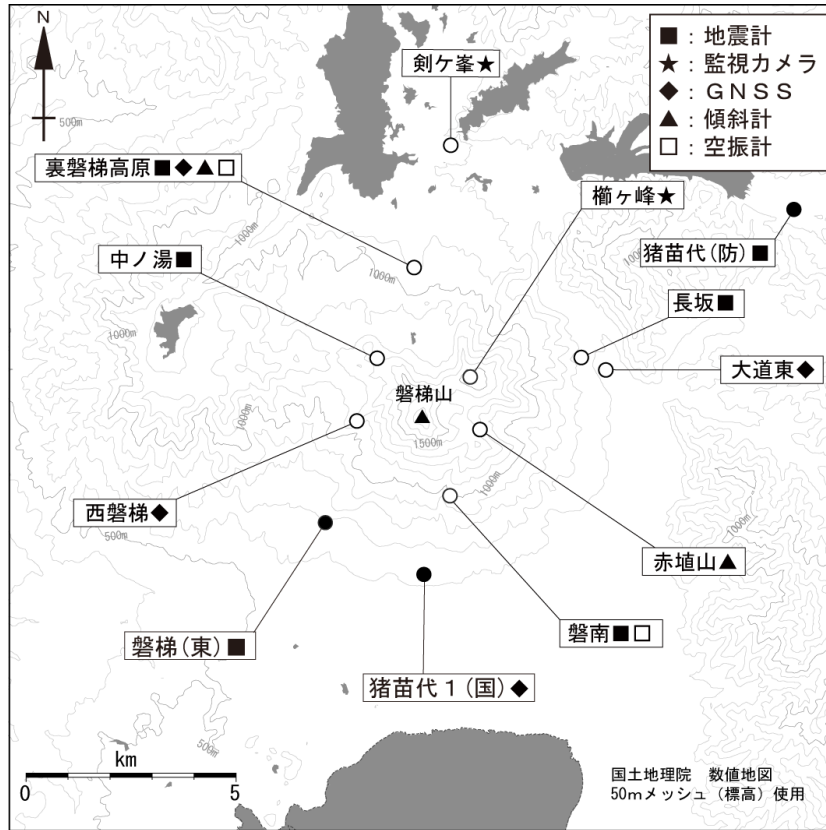 N
■：地震計
★：監視カメラ
◆：ＧＮＳＳ
▲：傾斜計
□：空振計
剣ケ峯★
500m
裏磐梯高原■◆▲□
櫛ヶ峰★
1000m
中ノ湯■
猪苗代(防)■
1000m
1000m
長坂■
1000m
大道東◆
磐梯山
1000m
1500m
1000m
西磐梯◆
500m
1000m
赤埴山▲
磐梯(東)■
磐南■□
猪苗代１(国)◆
500m
km
0 5
国土地理院 数値地図
50mメッシュ（標高）使用